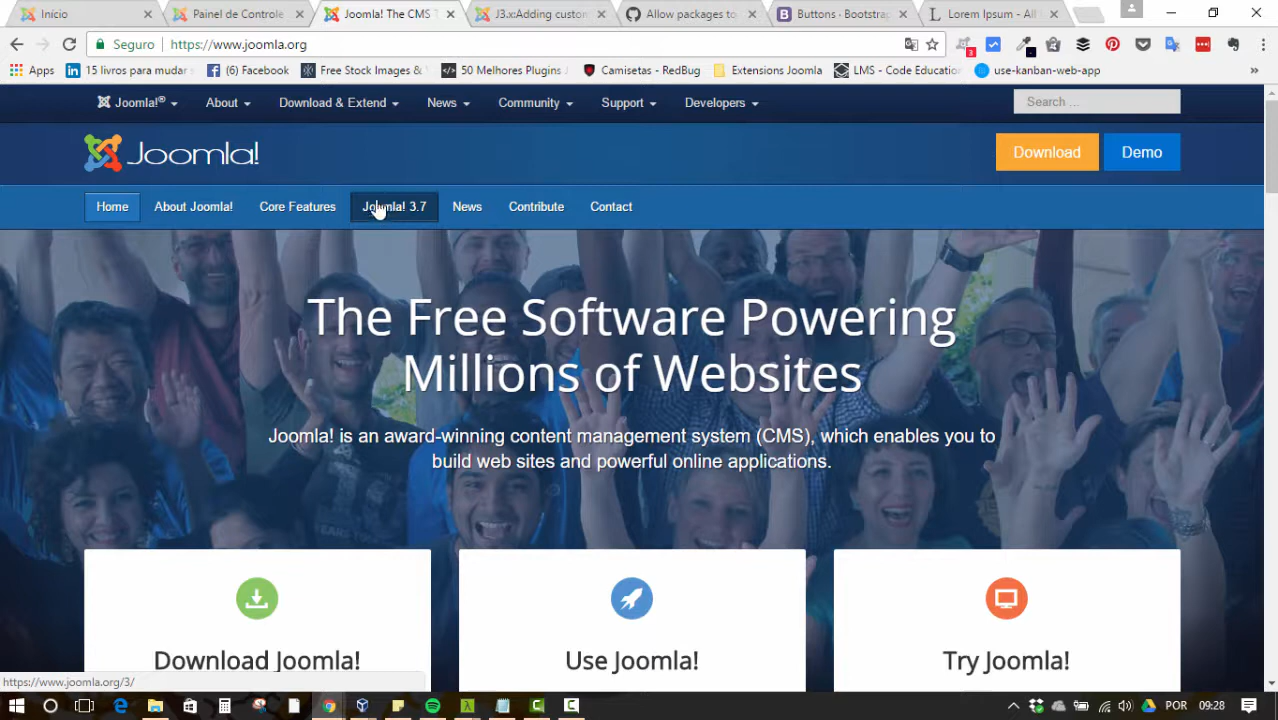 Início
Painel de Controle
Joomla! The CMS T
J3.x:Adding custom
Allow packages to
Buttons · Bootstrap
Lorem Ipsum - All
Seguro
https://www.joomla.org
3
Apps
15 livros para mudar
(6) Facebook
Free Stock Images &
50 Melhores Plugins J
Camisetas - RedBug
Extensions Joomla
LMS - Code Education
use-kanban-web-app
»
Joomla!®
About
Download & Extend
News
Community
Support
Developers
Search ...
Joomla!
Download
Demo
Home
About Joomla!
Core Features
Joomla! 3.7
News
Contribute
Contact
The Free Software Powering
Millions of Websites
Joomla! is an award-winning content management system (CMS), which enables you to
build web sites and powerful online applications.
Download Joomla!
Use Joomla!
Try Joomla!
https://www.joomla.org/3/
POR
09:28